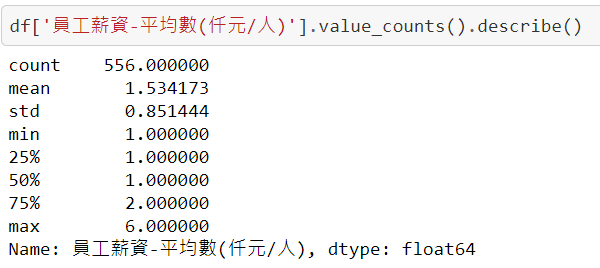 df['員工薪資-平均數(仟元/人)'].value_counts().describe()
count    556.000000
mean       1.534173
std        0.851444
min        1.000000
25%        1.000000
50%        1.000000
75%        2.000000
max        6.000000
Name: 員工薪資-平均數(仟元/人), dtype: float64